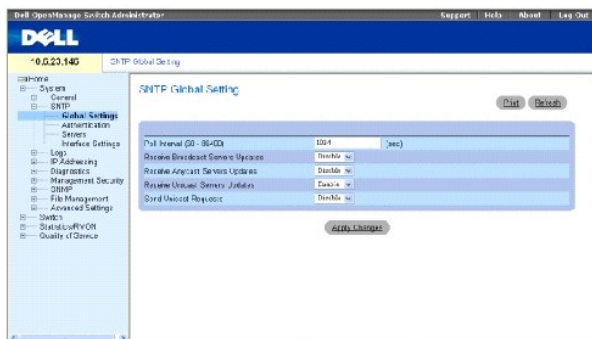 Dell OpenManage Switch Administrator
Support Help About Log Out
DELL
10.6.23.146
SNTP Global Setting
Home
System
General
SNTP
Global Settings
Authentication
Servers
Interface Settings
Logs
IP Addressing
Diagnostics
Management Security
SNMP
File Management
Advanced Settings
Switch
Statistics/RMON
Quality of Service
SNTP Global Setting
Print Refresh
Poll Interval (60 - 86400) 1024 (sec)
Receive Broadcast Servers Updates Disable
Receive Anycast Servers Updates Disable
Receive Unicast Servers Updates Disable
Send Unicast Requests Disable
Apply Changes